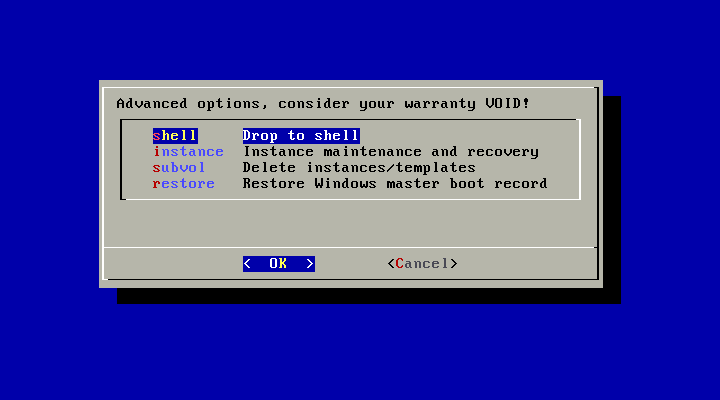 Advanced options, consider your warranty VOID!
shell Drop to shell
instance Instance maintenance and recovery
subvol Delete instances/templates
restore Restore Windows master boot record
< OK > <Cancel>